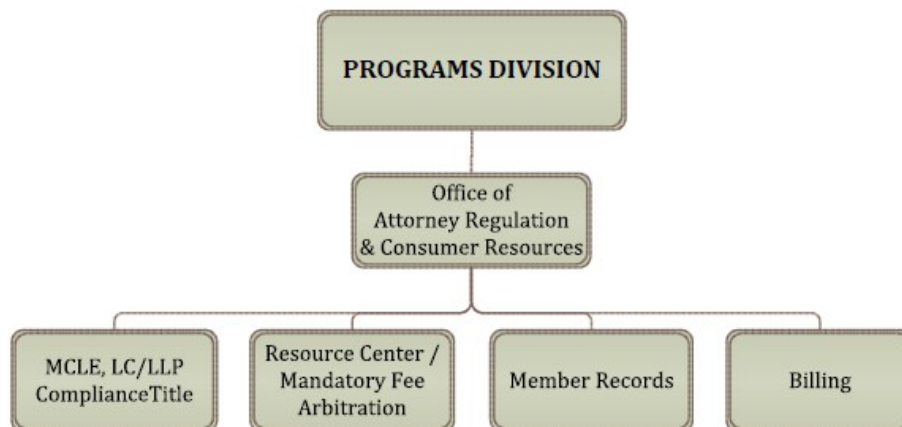 PROGRAMS DIVISION
Office of
Attorney Regulation
& Consumer Resources
MCLE, LC/LLP
ComplianceTitle
Resource Center /
Mandatory Fee
Arbitration
Member Records
Billing